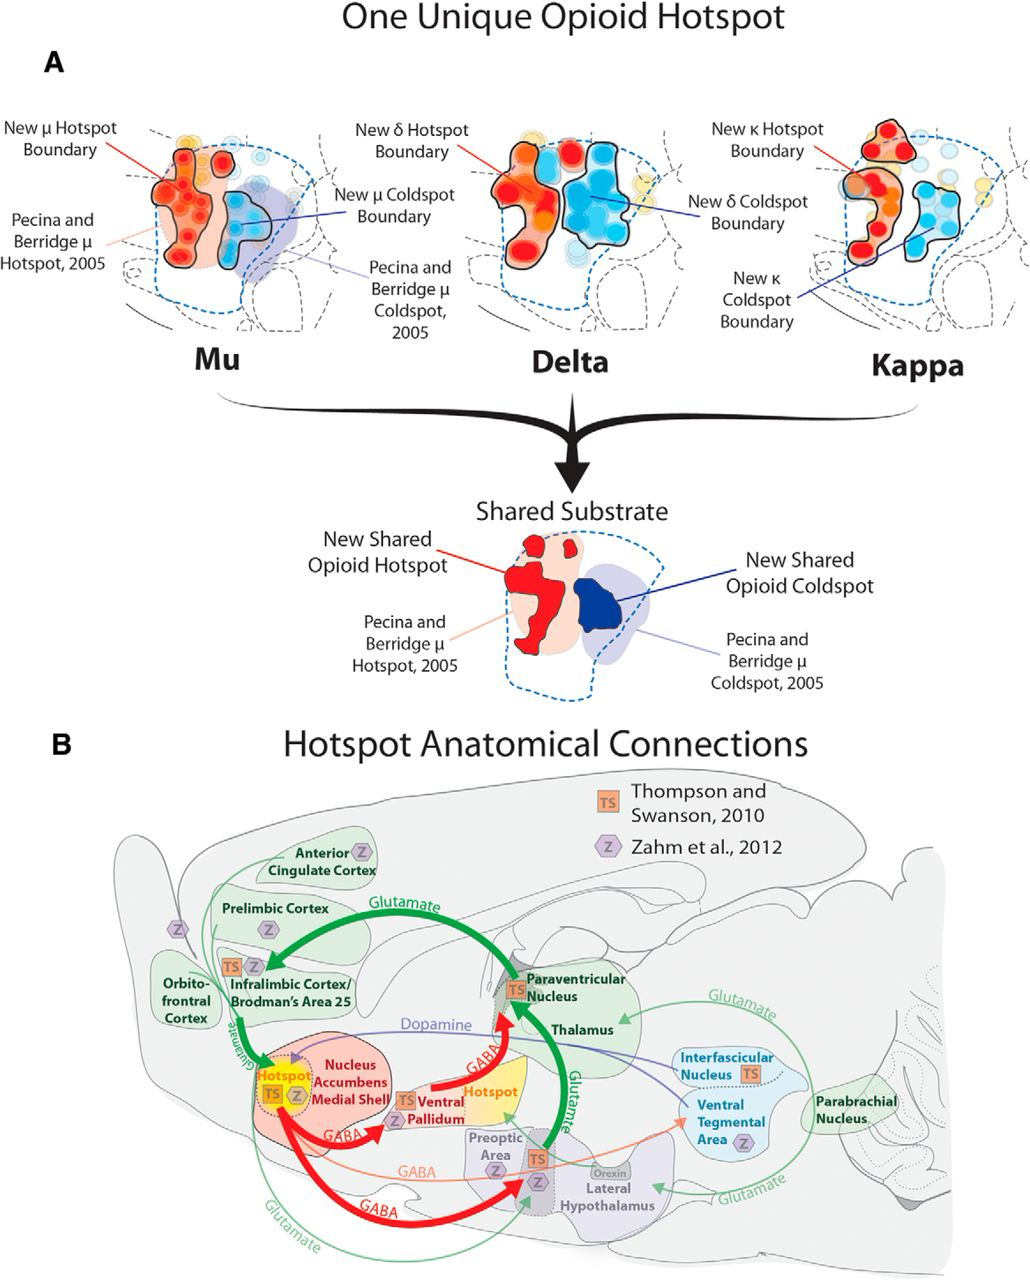 One Unique Opioid Hotspot
A
New μ Hotspot
Boundary
Pecina and
Berridge μ
Hotspot, 2005
New δ Hotspot
Boundary
New μ Coldspot
Boundary
Pecina and
Berridge μ
Coldspot,
2005
New κ Hotspot
Boundary
New δ Coldspot
Boundary
New κ
Coldspot
Boundary
Mu
Delta
Kappa
Shared Substrate
New Shared
Opioid Hotspot
New Shared
Opioid Coldspot
Pecina and
Berridge μ
Hotspot, 2005
Pecina and
Berridge μ
Coldspot, 2005
B
Hotspot Anatomical Connections
TS
Thompson and
Swanson, 2010
Z
Zahm et al., 2012
Anterior
Z
Cingulate Cortex
Prelimbic Cortex
Z
Z
Glutamate
TS
Z
Orbito-
frontal
Cortex
Infralimbic Cortex/
Brodman's Area 25
TS
Paraventricular
Nucleus
Thalamus
Glutamate
Dopamine
Glutamate
Hotspot
TS
Z
Nucleus
Accumbens
Medial Shell
GABA
TS
Z
Ventral
Pallidum
Hotspot
Interfascicular
Nucleus
TS
Ventral
Tegmental
Area
Z
Parabrachial
Nucleus
GABA
Glutamate
Preoptic
Area
Z
TS
Z
Orexin
Lateral
Hypothalamus
GABA
GABA
Glutamate
Glutamate